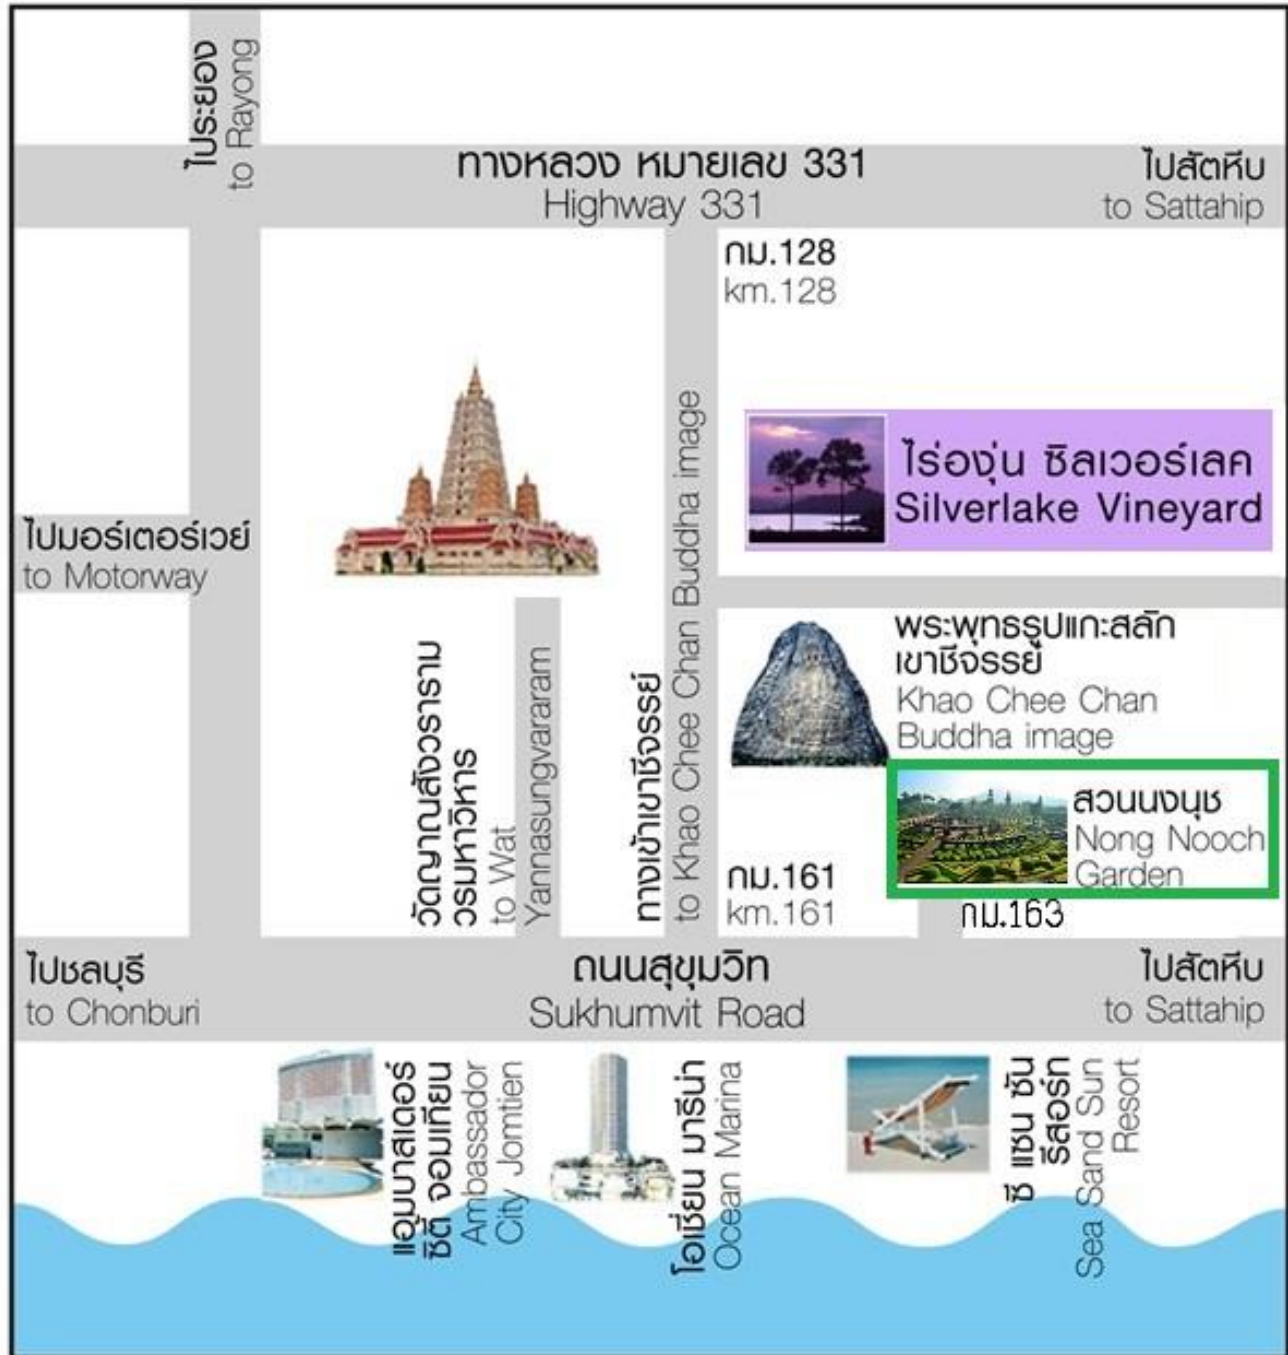 ไประยอง
to Rayong
ทางหลวง หมายเลข 331
Highway 331
ไปสัตหีบ
to Sattahip
กม.128
km.128
ไร่องุ่น ซิลเวอร์เลค
Silverlake Vineyard
ไปมอร์เตอร์เวย์
to Motorway
พระพุทธรูปแกะสลัก
เขาชีจรรย์
Khao Chee Chan
Buddha image
วัดญาณสังวราราม
วรมหาวิหาร
to Wat
Yannasungvararam
ทางเข้าเขาชีจรรย์
to Khao Chee Chan Buddha image
สวนนงนุช
Nong Nooch
Garden
กม.161
km.161
กม.163
ไปชลบุรี
to Chonburi
ถนนสุขุมวิท
Sukhumvit Road
ไปสัตหีบ
to Sattahip
แอมบาสเดอร์
ซิตี้ จอมเทียน
Ambassador
City Jomtien
โอเชี่ยน มารีน่า
Ocean Marina
ซี แซน ซัน
รีสอร์ท
Sea Sand Sun
Resort